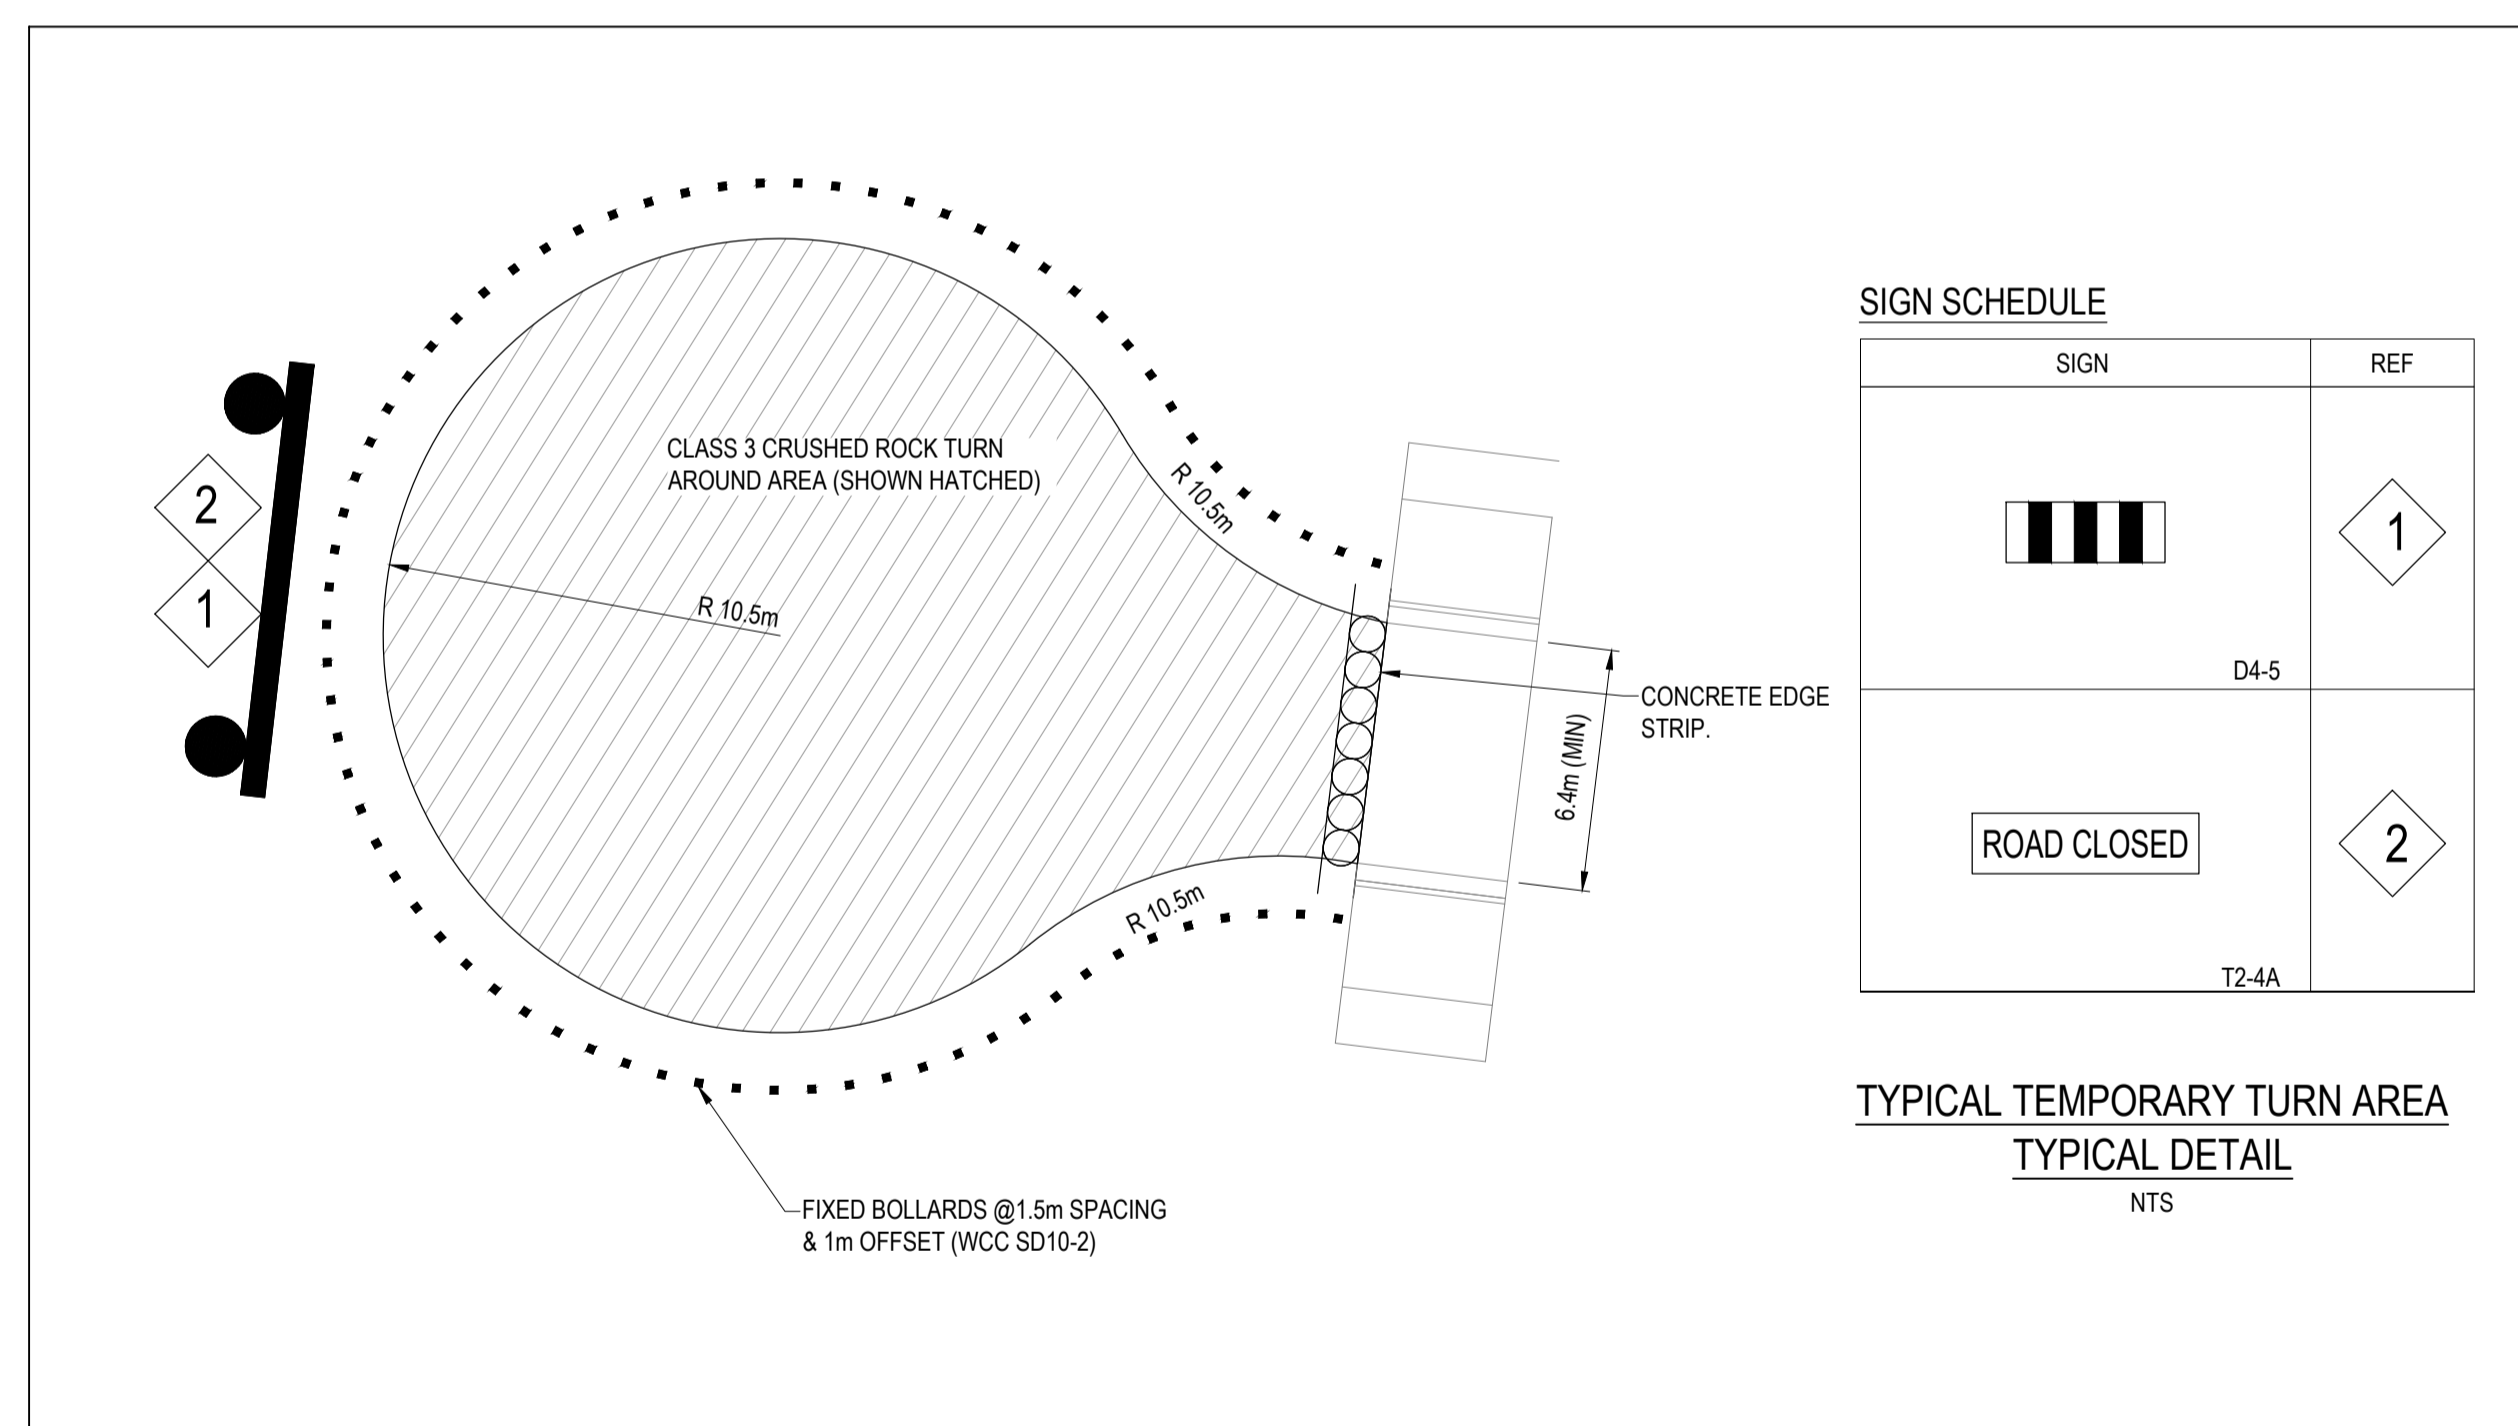 CLASS 3 CRUSHED ROCK TURN
AROUND AREA (SHOWN HATCHED)
R 10.5m
R 10.5m
R 10.5m
2
1
CONCRETE EDGE
STRIP.
6.4m (MIN)
FIXED BOLLARDS @1.5m SPACING
& 1m OFFSET (WCC SD10-2)
SIGN SCHEDULE
SIGN REF
1
D4-5
ROAD CLOSED 2
T2-4A
TYPICAL TEMPORARY TURN AREA
TYPICAL DETAIL
NTS